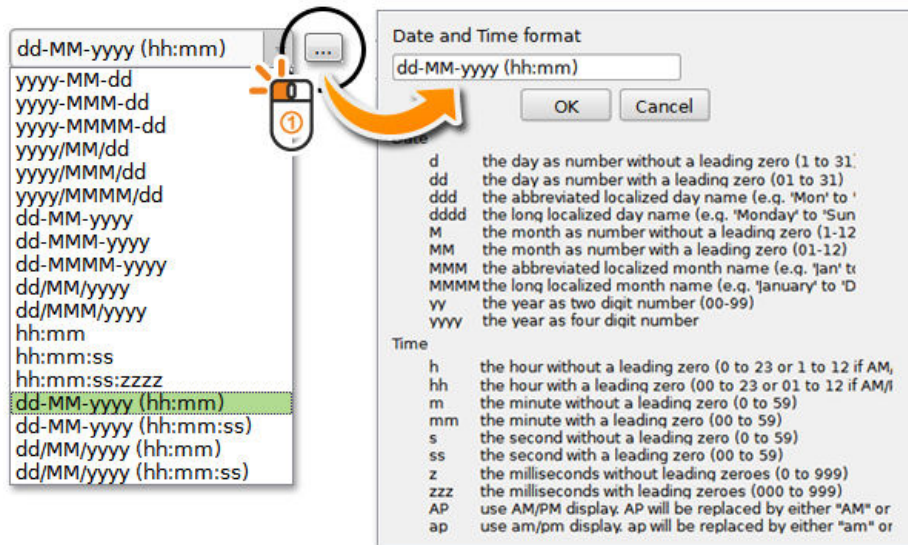 dd-MM-yyyy (hh:mm)
...
yyyy-MM-dd
yyyy-MMM-dd
yyyy-MMMM-dd
yyyy/MM/dd
yyyy/MMM/dd
yyyy/MMMM/dd
dd-MM-yyyy
dd-MMM-yyyy
dd-MMMM-yyyy
dd/MM/yyyy
dd/MMM/yyyy
hh:mm
hh:mm:ss
hh:mm:ss:zzzz
dd-MM-yyyy (hh:mm)
dd-MM-yyyy (hh:mm:ss)
dd/MM/yyyy (hh:mm)
dd/MM/yyyy (hh:mm:ss)
1
Date and Time format
dd-MM-yyyy (hh:mm)
OK Cancel
Date
d the day as number without a leading zero (1 to 31)
dd the day as number with a leading zero (01 to 31)
ddd the abbreviated localized day name (e.g. 'Mon' to '
dddd the long localized day name (e.g. 'Monday' to 'Sun
M the month as number without a leading zero (1-12
MM the month as number with a leading zero (01-12)
MMM the abbreviated localized month name (e.g. 'Jan' to
MMMM the long localized month name (e.g. 'January' to 'D
yy the year as two digit number (00-99)
yyyy the year as four digit number
Time
h the hour without a leading zero (0 to 23 or 1 to 12 if AM,
hh the hour with a leading zero (00 to 23 or 01 to 12 if AM/
m the minute without a leading zero (0 to 59)
mm the minute with a leading zero (00 to 59)
s the second without a leading zero (0 to 59)
ss the second with a leading zero (00 to 59)
z the milliseconds without leading zeroes (0 to 999)
zzz the milliseconds with leading zeroes (000 to 999)
AP use AM/PM display. AP will be replaced by either "AM" or
ap use am/pm display. ap will be replaced by either "am" or